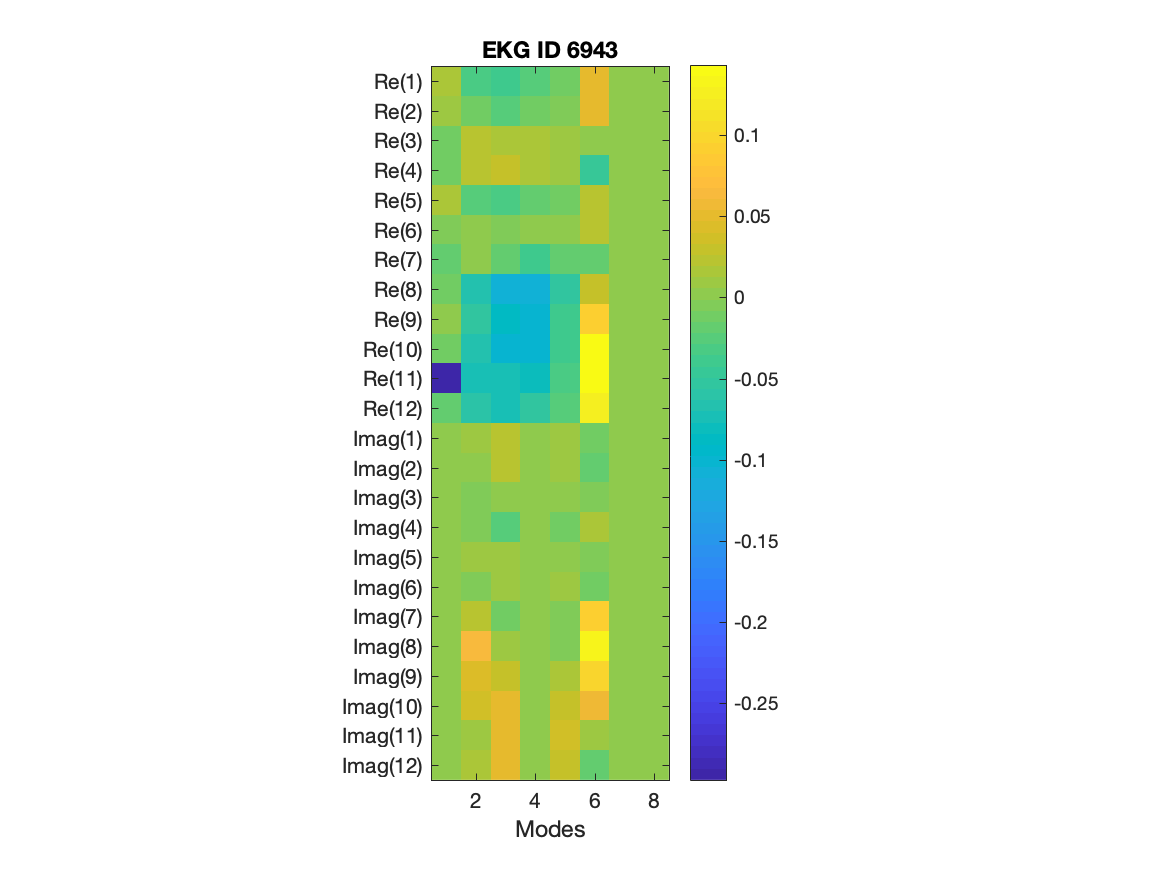 EKG ID 6943
Re(1)
Re(2)
Re(3)
Re(4)
Re(5)
Re(6)
Re(7)
Re(8)
Re(9)
Re(10)
Re(11)
Re(12)
Imag(1)
Imag(2)
Imag(3)
Imag(4)
Imag(5)
Imag(6)
Imag(7)
Imag(8)
Imag(9)
Imag(10)
Imag(11)
Imag(12)
2 4 6 8
Modes
0.1
0.05
0
-0.05
-0.1
-0.15
-0.2
-0.25